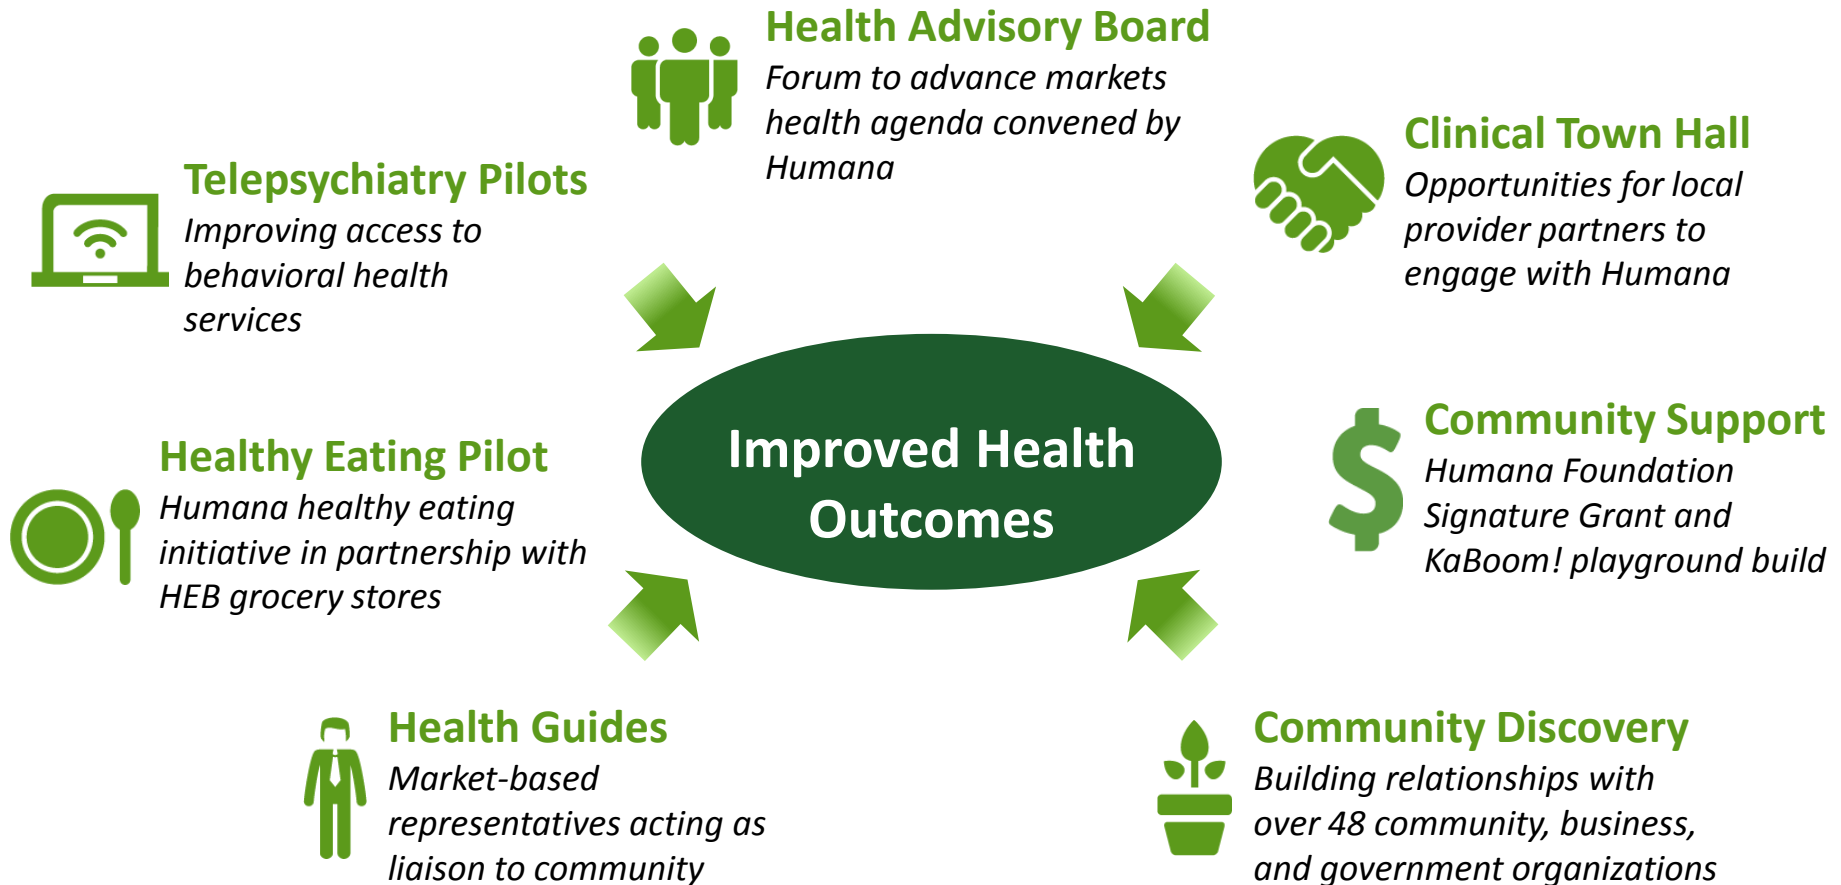 Health Advisory Board
Forum to advance markets
health agenda convened by
Humana
Clinical Town Hall
Opportunities for local
provider partners to
engage with Humana
Telepsychiatry Pilots
Improving access to
behavioral health
services
Improved Health
Outcomes
Community Support
Humana Foundation
Signature Grant and
KaBoom! playground build
Healthy Eating Pilot
Humana healthy eating
initiative in partnership with
HEB grocery stores
Health Guides
Market-based
representatives acting as
liaison to community
Community Discovery
Building relationships with
over 48 community, business,
and government organizations